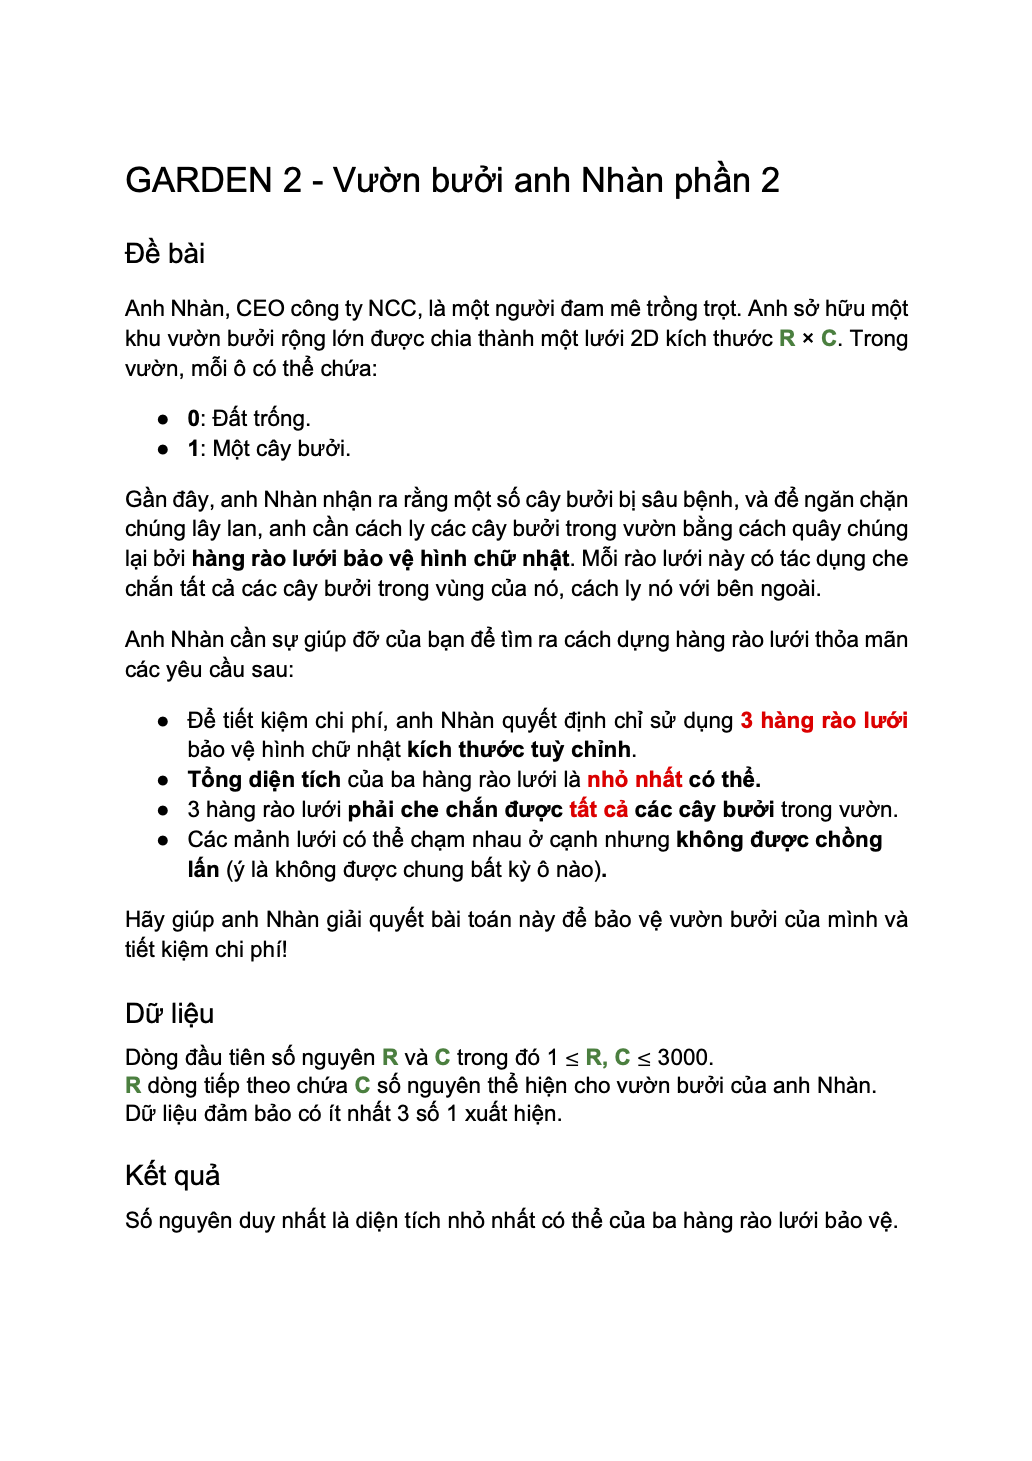 GARDEN 2 - Vườn bưởi anh Nhàn phần 2
Đề bài
Anh Nhàn, CEO công ty NCC, là một người đam mê trồng trọt. Anh sở hữu một
khu vườn bưởi rộng lớn được chia thành một lưới 2D kích thước R × C. Trong
vườn, mỗi ô có thể chứa:
● 0: Đất trống.
● 1: Một cây bưởi.
Gần đây, anh Nhàn nhận ra rằng một số cây bưởi bị sâu bệnh, và để ngăn chặn
chúng lây lan, anh cần cách ly các cây bưởi trong vườn bằng cách quây chúng
lại bởi hàng rào lưới bảo vệ hình chữ nhật. Mỗi rào lưới này có tác dụng che
chắn tất cả các cây bưởi trong vùng của nó, cách ly nó với bên ngoài.
Anh Nhàn cần sự giúp đỡ của bạn để tìm ra cách dựng hàng rào lưới thỏa mãn
các yêu cầu sau:
● Để tiết kiệm chi phí, anh Nhàn quyết định chỉ sử dụng 3 hàng rào lưới
bảo vệ hình chữ nhật kích thước tuỳ chỉnh.
● Tổng diện tích của ba hàng rào lưới là nhỏ nhất có thể.
● 3 hàng rào lưới phải che chắn được tất cả các cây bưởi trong vườn.
● Các mảnh lưới có thể chạm nhau ở cạnh nhưng không được chồng
lấn (ý là không được chung bất kỳ ô nào).
Hãy giúp anh Nhàn giải quyết bài toán này để bảo vệ vườn bưởi của mình và
tiết kiệm chi phí!
Dữ liệu
Dòng đầu tiên số nguyên R và C trong đó 1 ≤ R, C ≤ 3000.
R dòng tiếp theo chứa C số nguyên thể hiện cho vườn bưởi của anh Nhàn.
Dữ liệu đảm bảo có ít nhất 3 số 1 xuất hiện.
Kết quả
Số nguyên duy nhất là diện tích nhỏ nhất có thể của ba hàng rào lưới bảo vệ.